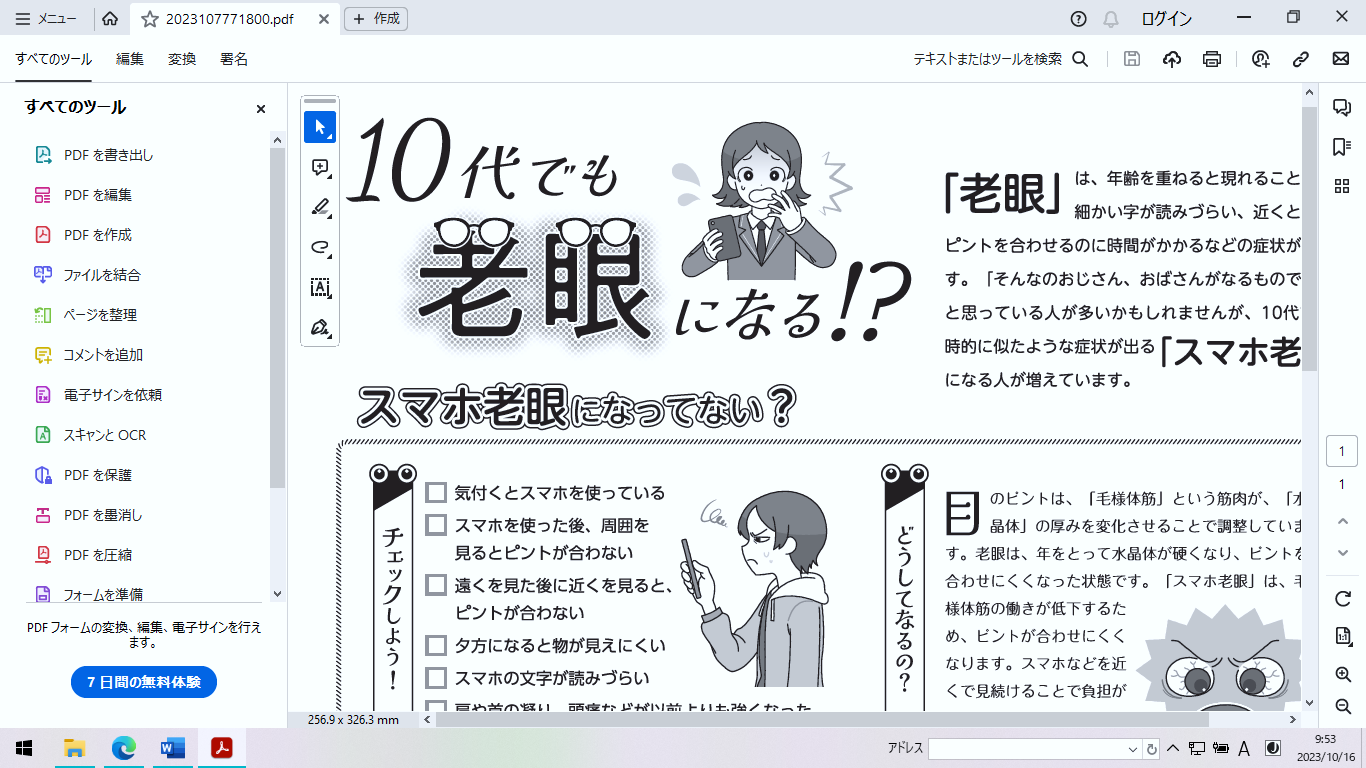 メニュー
2023107771800.pdf
作成
ログイン
すべてのツール
編集
変換
署名
テキストまたはツールを検索
すべてのツール
PDF を書き出し
PDF を編集
PDF を作成
ファイルを結合
ページを整理
コメントを追加
電子サインを依頼
スキャンと OCR
PDF を保護
PDF を墨消し
PDF を圧縮
フォームを準備
PDF フォームの変換、編集、電子サインを行え
ます。
7 日間の無料体験
10代でも
老眼
になる!?
「老眼」は、年齢を重ねると現れること
細かい字が読みづらい、近くと
ピントを合わせるのに時間がかかるなどの症状が
す。「そんなのおじさん、おばさんがなるもので
と思っている人が多いかもしれませんが、10代
時的に似たような症状が出る「スマホ老
になる人が増えています。
スマホ老眼になってない？
チェックしよう！
気付くとスマホを使っている
スマホを使った後、周囲を
見るとピントが合わない
遠くを見た後に近くを見ると、
ピントが合わない
夕方になると物が見えにくい
スマホの文字が読みづらい
肩や首の凝り、頭痛などが以前よりも強くなった
どうしてなるの？
目のピントは、「毛様体筋」という筋肉が、「水
晶体」の厚みを変化させることで調整していま
す。老眼は、年をとって水晶体が硬くなり、ピントを
合わせにくくなった状態です。「スマホ老眼」は、毛
様体筋の働きが低下するた
め、ピントが合わせにくく
なります。スマホなどを近
くで見続けることで負担が
256.9 x 326.3 mm
1
1
アドレス
A
9:53
2023/10/16